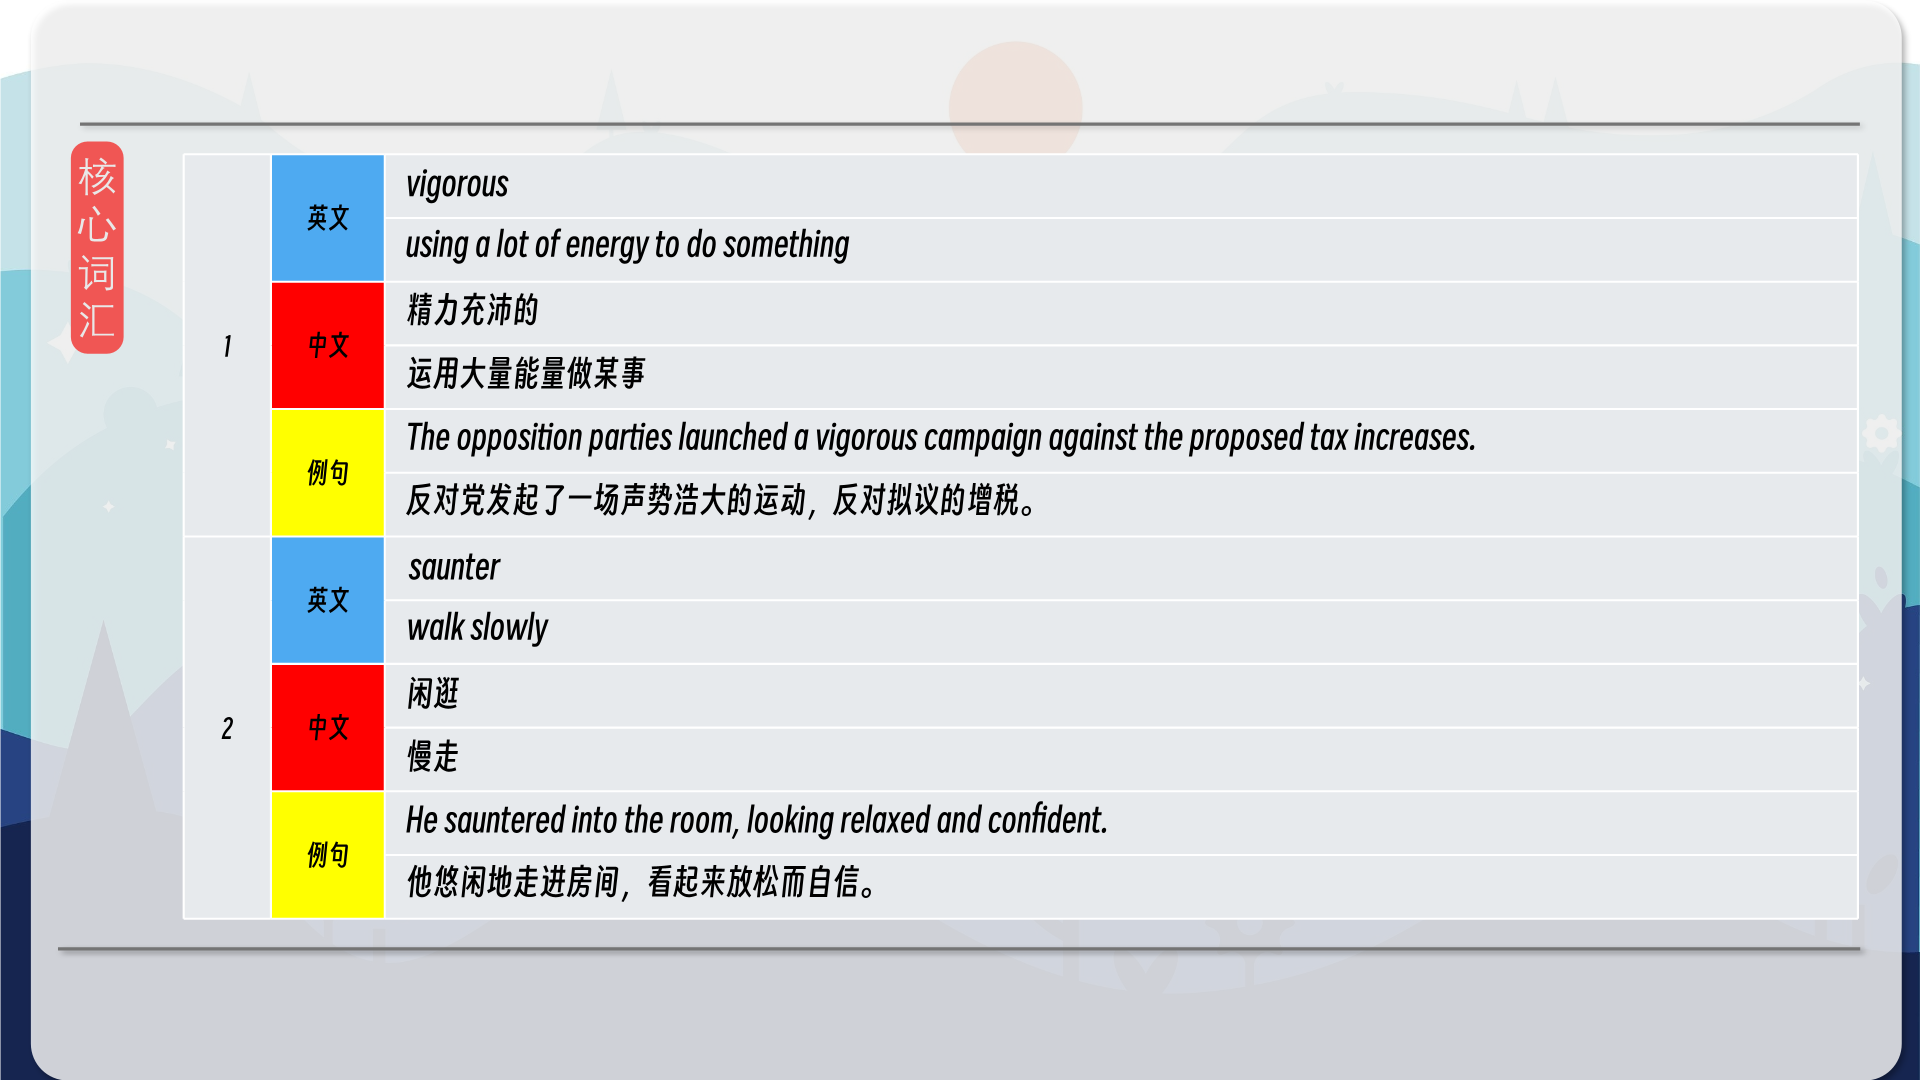 核心词汇
1
英文
vigorous
using a lot of energy to do something
中文
精力充沛的
运用大量能量做某事
例句
The opposition parties launched a vigorous campaign against the proposed tax increases.
反对党发起了一场声势浩大的运动，反对拟议的增税。
2
英文
saunter
walk slowly
中文
闲逛
慢走
例句
He sauntered into the room, looking relaxed and confident.
他悠闲地走进房间，看起来放松而自信。